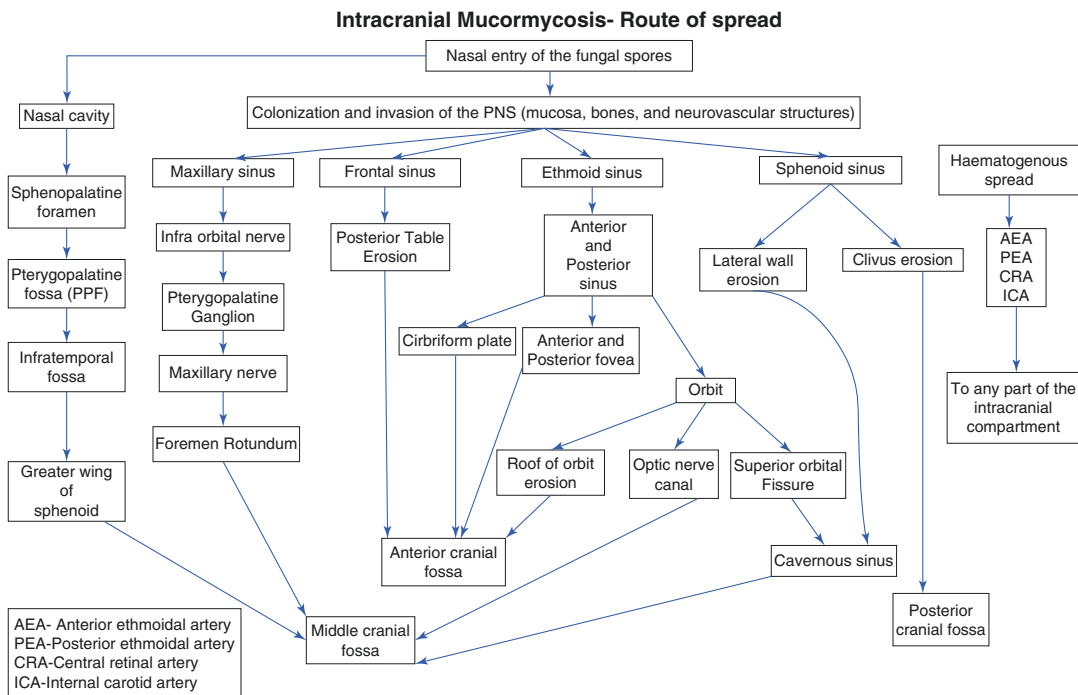 Intracranial Mucormycosis- Route of spread
Nasal entry of the fungal spores
Nasal cavity
Colonization and invasion of the PNS (mucosa, bones, and neurovascular structures)
Maxillary sinus
Frontal sinus
Ethmoid sinus
Sphenoid sinus
Haematogenous
spread
Sphenopalatine
foramen
Infra orbital nerve
Posterior Table
Erosion
Anterior
and
Posterior
sinus
Lateral wall
erosion
Clivus erosion
AEA
PEA
CRA
ICA
Pterygopalatine
fossa (PPF)
Pterygopalatine
Ganglion
Cirbriform plate
Anterior and
Posterior fovea
Infratemporal
fossa
Maxillary nerve
Orbit
To any part of the
intracranial
compartment
Foremen Rotundum
Greater wing
of
sphenoid
Roof of orbit
erosion
Optic nerve
canal
Superior orbital
Fissure
Anterior cranial
fossa
Cavernous sinus
Posterior
cranial fossa
Middle cranial
fossa
AEA- Anterior ethmoidal artery
PEA-Posterior ethmoidal artery
CRA-Central retinal artery
ICA-Internal carotid artery